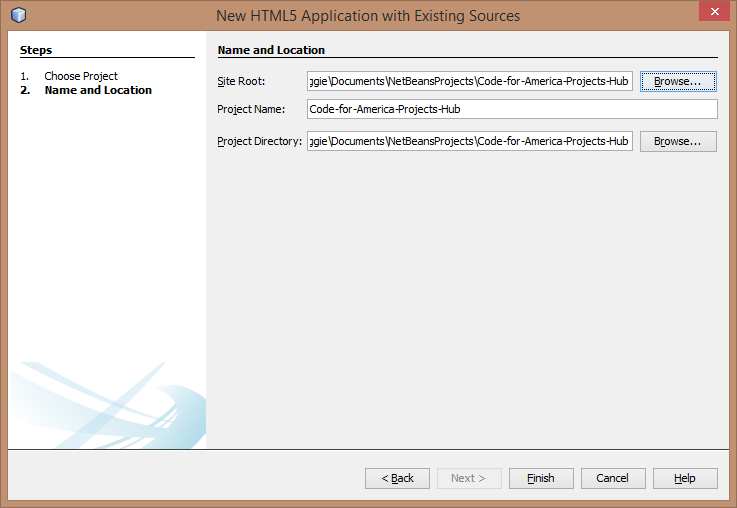 New HTML5 Application with Existing Sources
Steps
1. Choose Project
2. Name and Location
Name and Location
Site Root: ggie\Documents\NetBeansProjects\Code-for-America-Projects-Hub Browse...
Project Name: Code-for-America-Projects-Hub
Project Directory: ggie\Documents\NetBeansProjects\Code-for-America-Projects-Hub Browse...
< Back Next > Finish Cancel Help